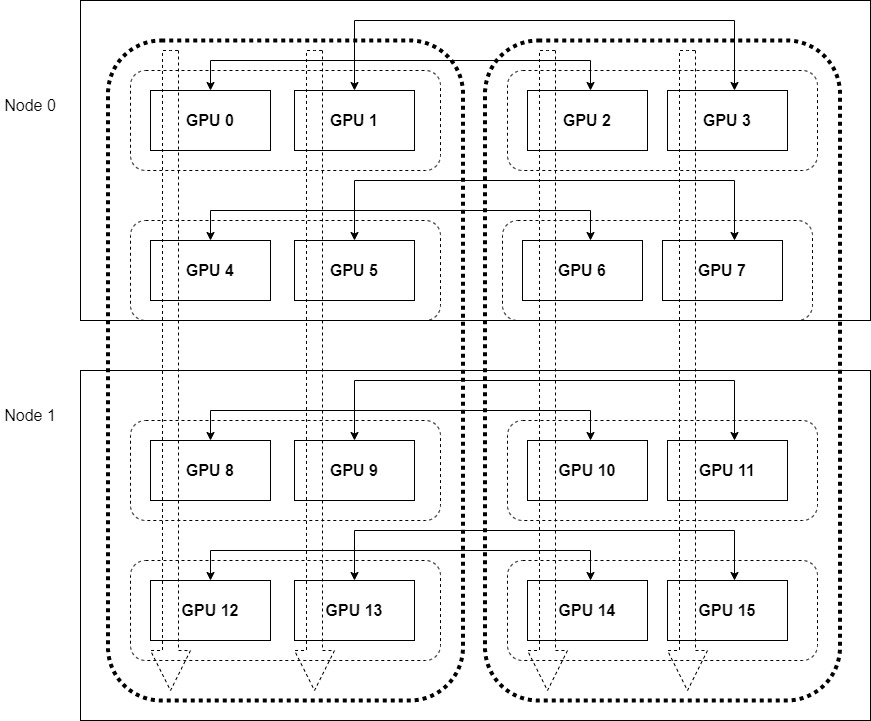 Node 0
GPU 0
GPU 1
GPU 2
GPU 3
GPU 4
GPU 5
GPU 6
GPU 7
Node 1
GPU 8
GPU 9
GPU 10
GPU 11
GPU 12
GPU 13
GPU 14
GPU 15